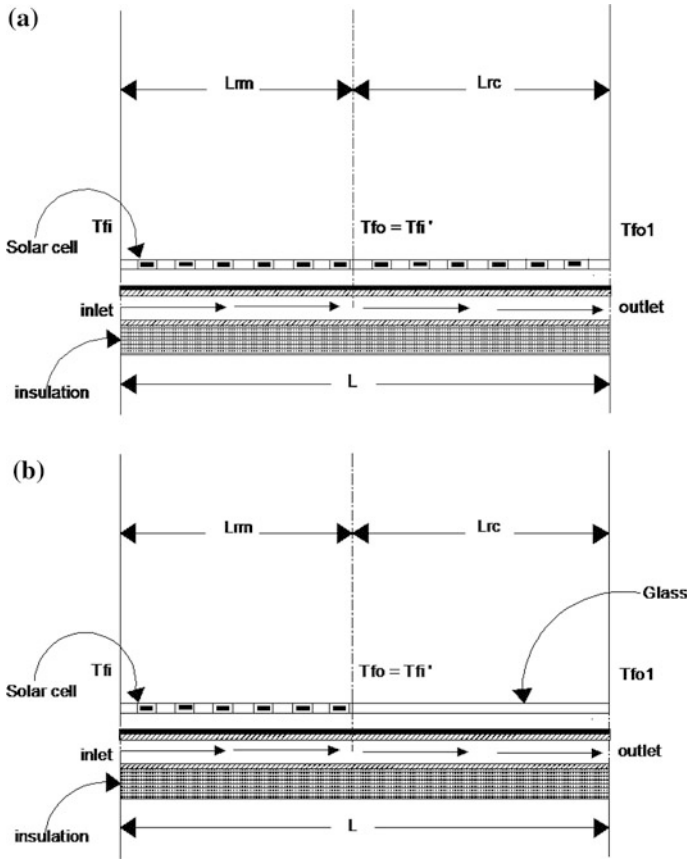 (a)
Lrm
Lrc
Tfi
Tfo = Tfi'
Tfo1
Solar cell
inlet
outlet
insulation
L
(b)
Lrm
Lrc
Glass
Tfi
Tfo = Tfi'
Tfo1
Solar cell
inlet
outlet
insulation
L